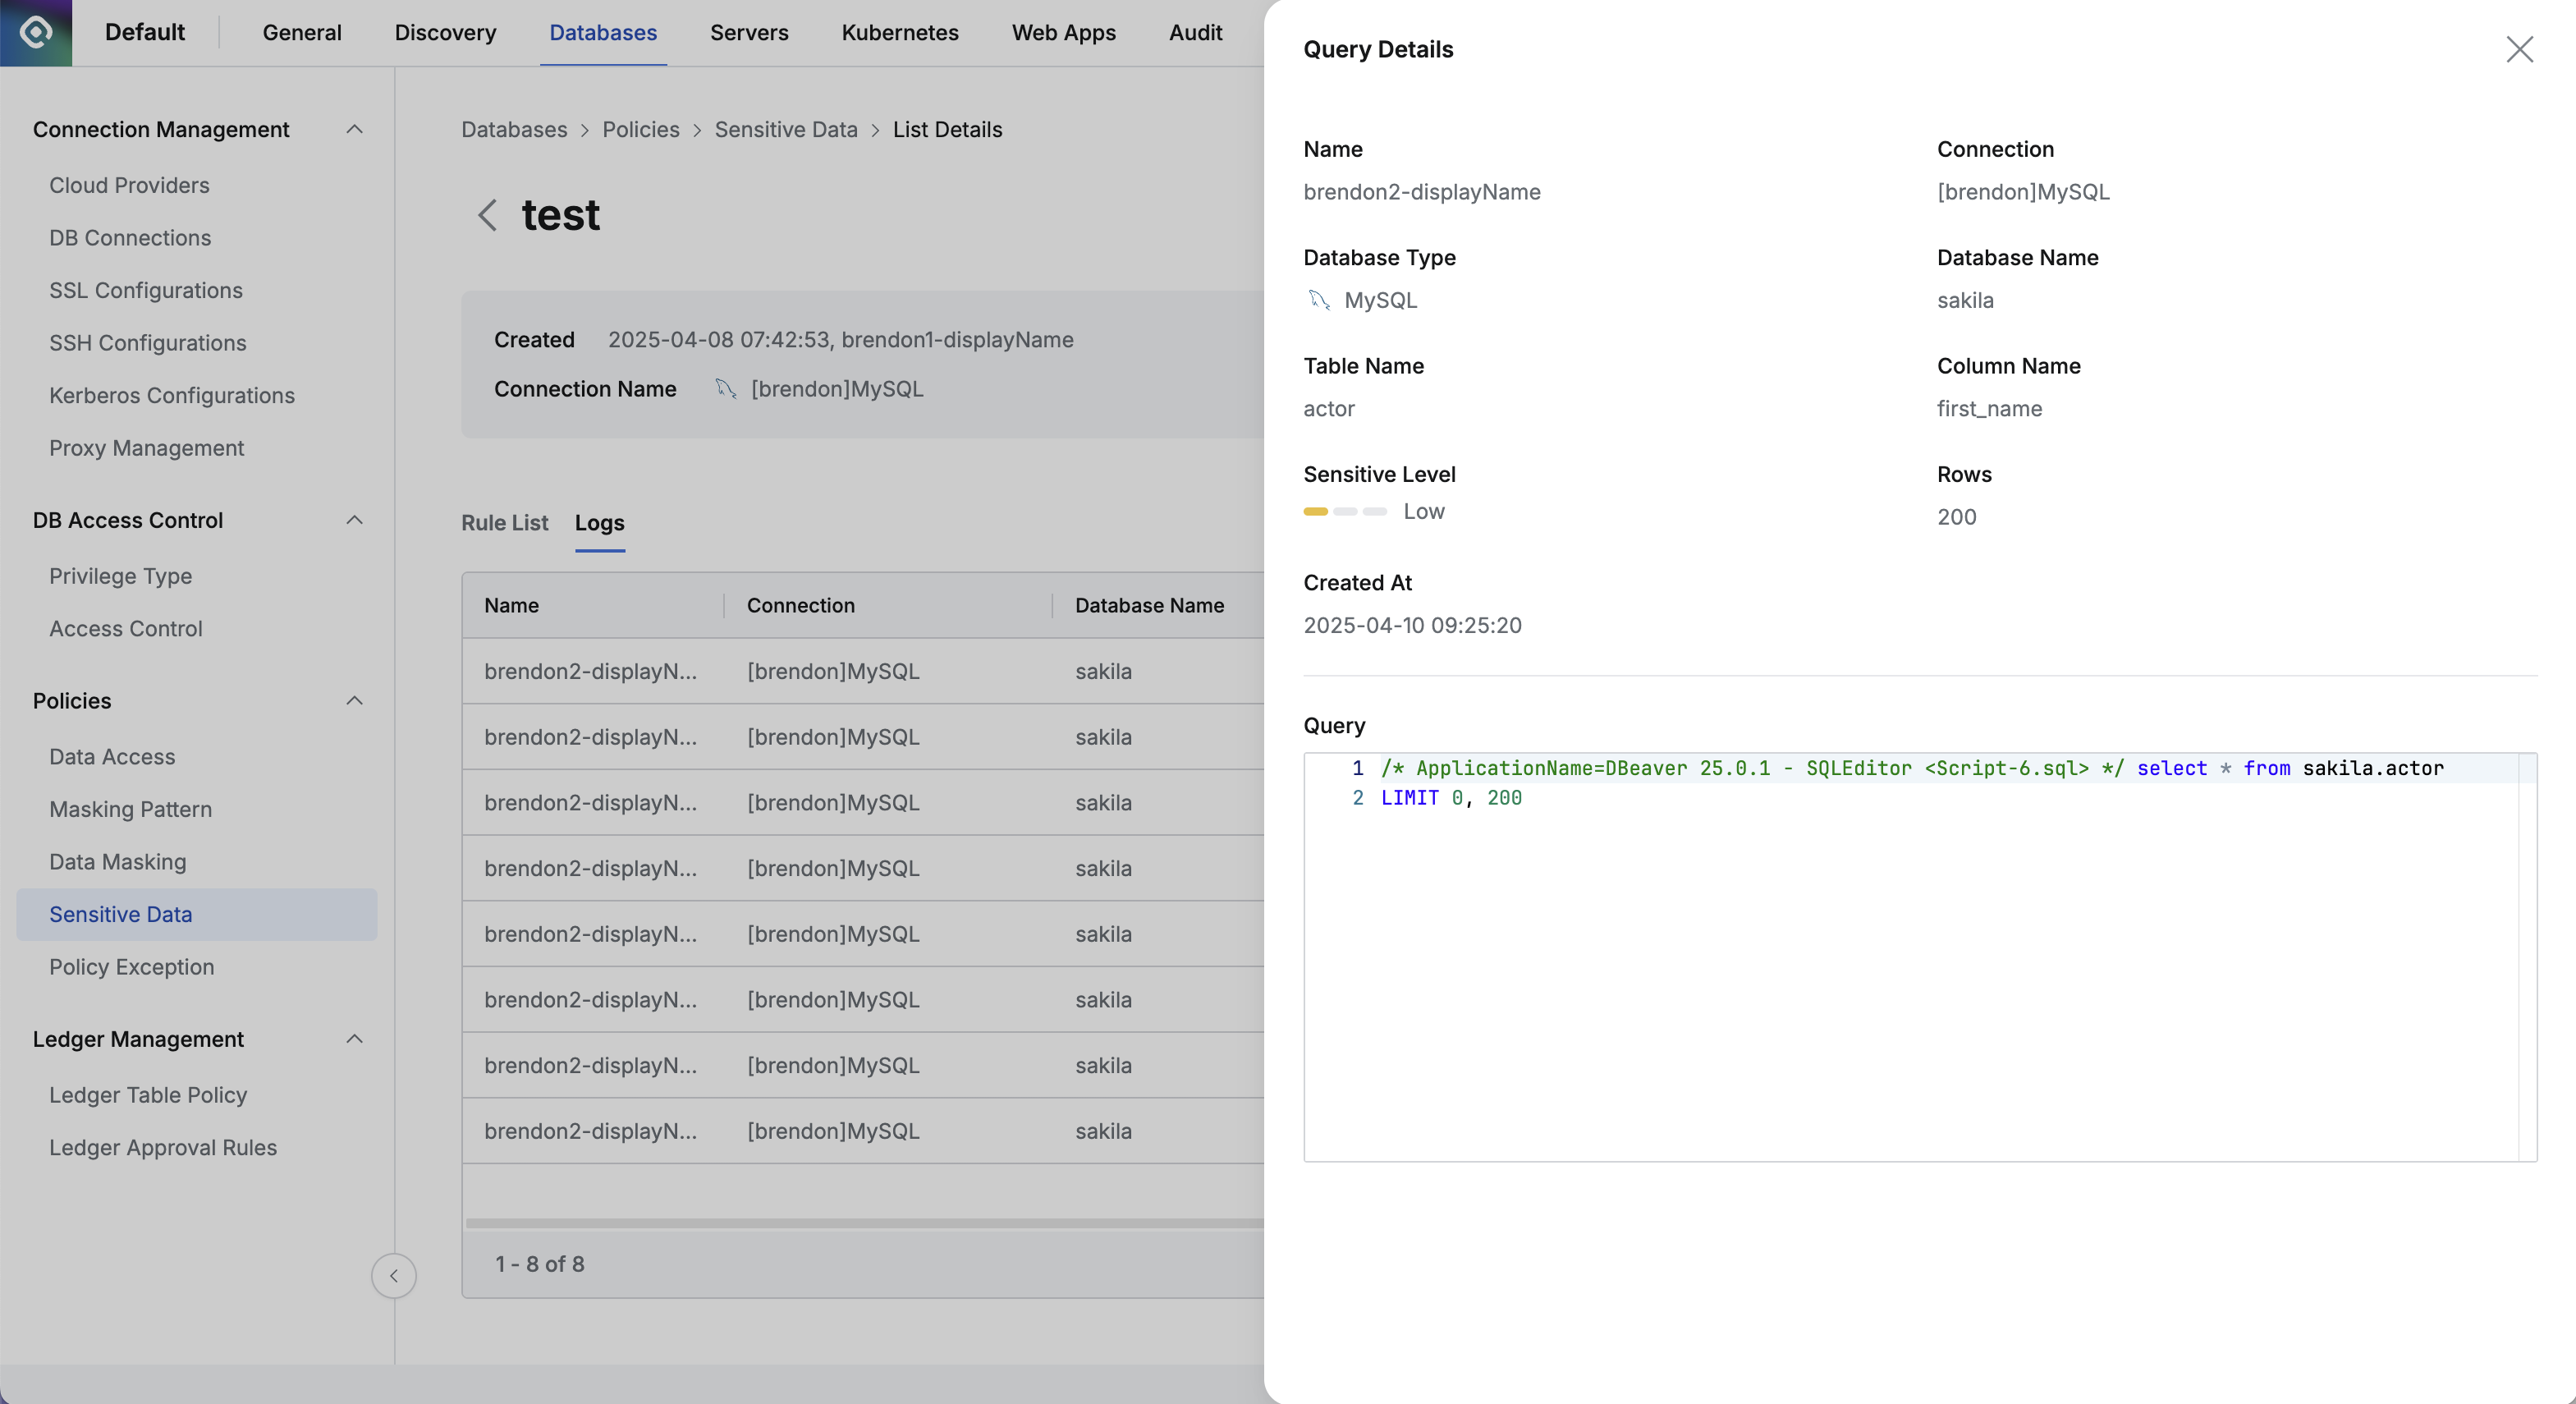 Default
General
Discovery
Databases
Servers
Kubernetes
Web Apps
Audit
Connection Management
Cloud Providers
DB Connections
SSL Configurations
SSH Configurations
Kerberos Configurations
Proxy Management
DB Access Control
Privilege Type
Access Control
Policies
Data Access
Masking Pattern
Data Masking
Sensitive Data
Policy Exception
Ledger Management
Ledger Table Policy
Ledger Approval Rules
Databases > Policies > Sensitive Data > List Details
test
Created 2025-04-08 07:42:53, brendon1-displayName
Connection Name [brendon]MySQL
Rule List Logs
Name Connection Database Name
brendon2-displayN... [brendon]MySQL sakila
brendon2-displayN... [brendon]MySQL sakila
brendon2-displayN... [brendon]MySQL sakila
brendon2-displayN... [brendon]MySQL sakila
brendon2-displayN... [brendon]MySQL sakila
brendon2-displayN... [brendon]MySQL sakila
brendon2-displayN... [brendon]MySQL sakila
brendon2-displayN... [brendon]MySQL sakila
1 - 8 of 8
Query Details
Name
brendon2-displayName
Connection
[brendon]MySQL
Database Type
MySQL
Database Name
sakila
Table Name
actor
Column Name
first_name
Sensitive Level
Low
Rows
200
Created At
2025-04-10 09:25:20
Query
1 /* ApplicationName=DBeaver 25.0.1 - SQLEditor <Script-6.sql> */ select * from sakila.actor
2 LIMIT 0, 200